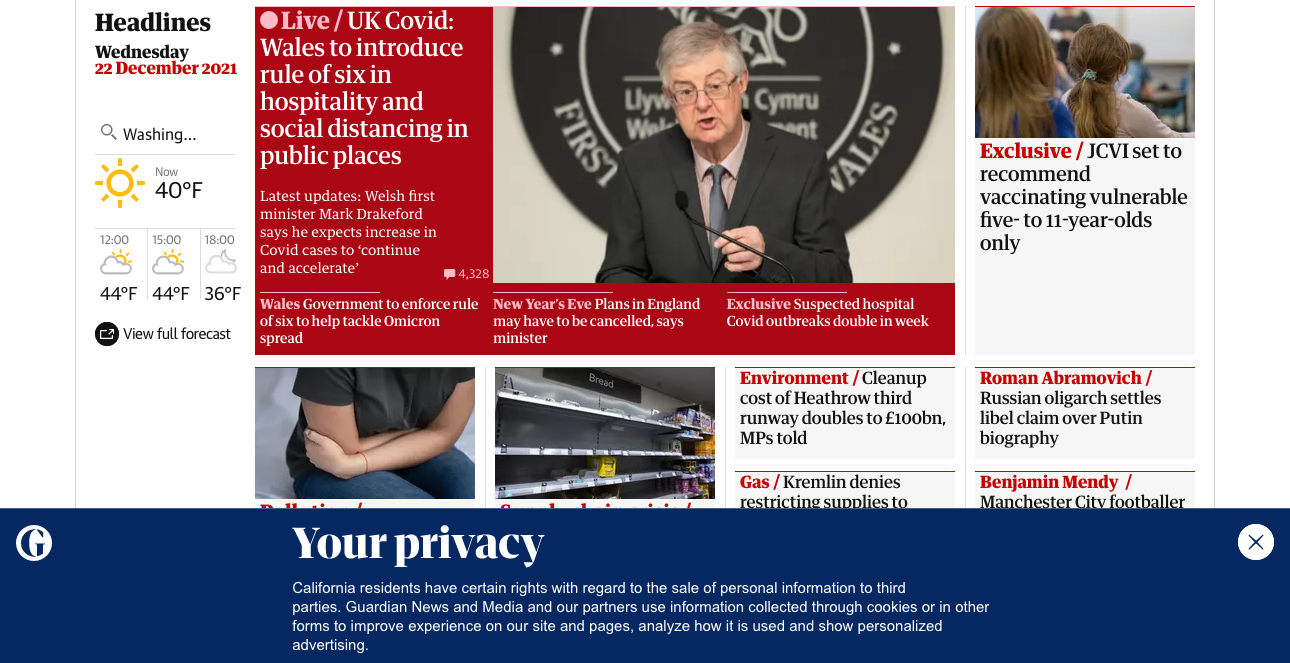 Headlines
Wednesday
22 December 2021
Washing...
Now
40°F
12:00
15:00
18:00
44°F
44°F
36°F
View full forecast
Live / UK Covid:
Wales to introduce
rule of six in
hospitality and
social distancing in
public places
Latest updates: Welsh first
minister Mark Drakeford
says he expects increase in
Covid cases to ‘continue
and accelerate’
4,328
FIRST
WALES
Cymru
Wales Government to enforce rule
of six to help tackle Omicron
spread
New Year’s Eve Plans in England
may have to be cancelled, says
minister
Exclusive Suspected hospital
Covid outbreaks double in week
Exclusive / JCVI set to
recommend
vaccinating vulnerable
five- to 11-year-olds
only
Bread
Environment / Cleanup
cost of Heathrow third
runway doubles to £100bn,
MPs told
Roman Abramovich /
Russian oligarch settles
libel claim over Putin
biography
Gas / Kremlin denies
restricting supplies to
Benjamin Mendy /
Manchester City footballer
G
Your privacy
California residents have certain rights with regard to the sale of personal information to third
parties. Guardian News and Media and our partners use information collected through cookies or in other
forms to improve experience on our site and pages, analyze how it is used and show personalized
advertising.